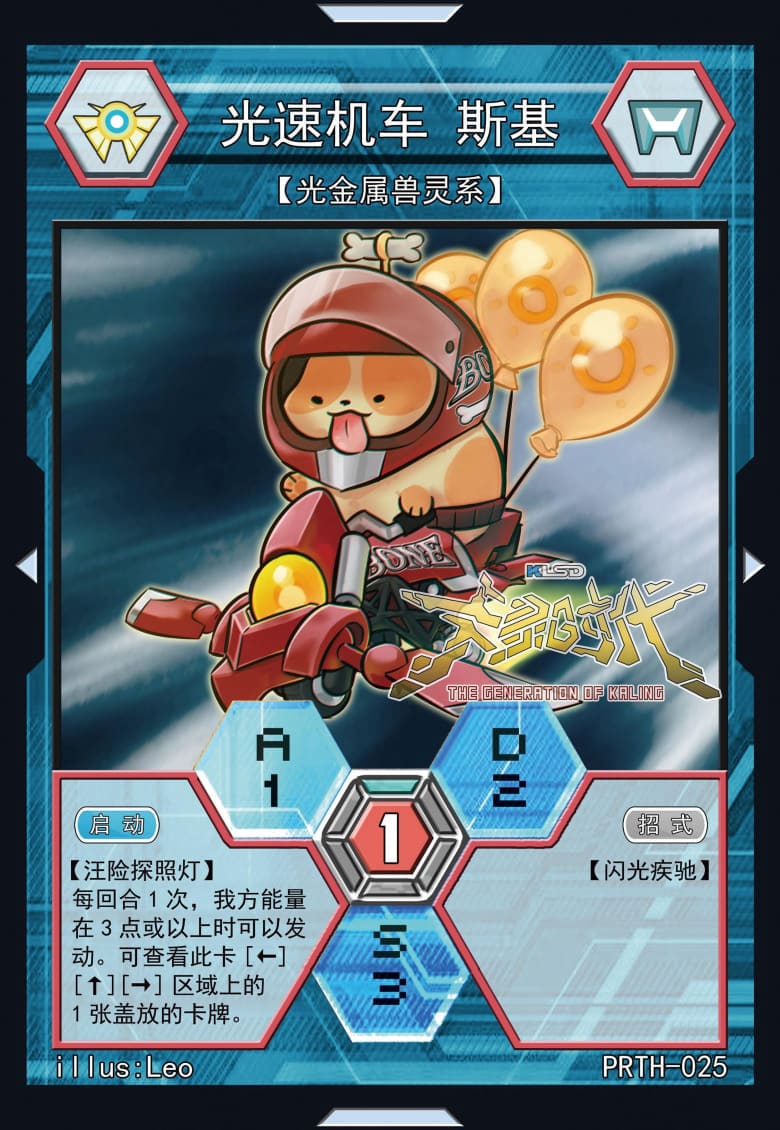 光速机车 斯基
【光金属兽灵系】
BO
BONE
KLSD
卡灵时代
THE GENERATION OF KALING
A
1
D
2
1
S
3
启动
【汪险探照灯】
每回合1次，我方能量
在3点或以上时可以发
动。可查看此卡[←]
[↑][→]区域上的
1张盖放的卡牌。
招式
【闪光疾驰】
illus:Leo
PRTH-025